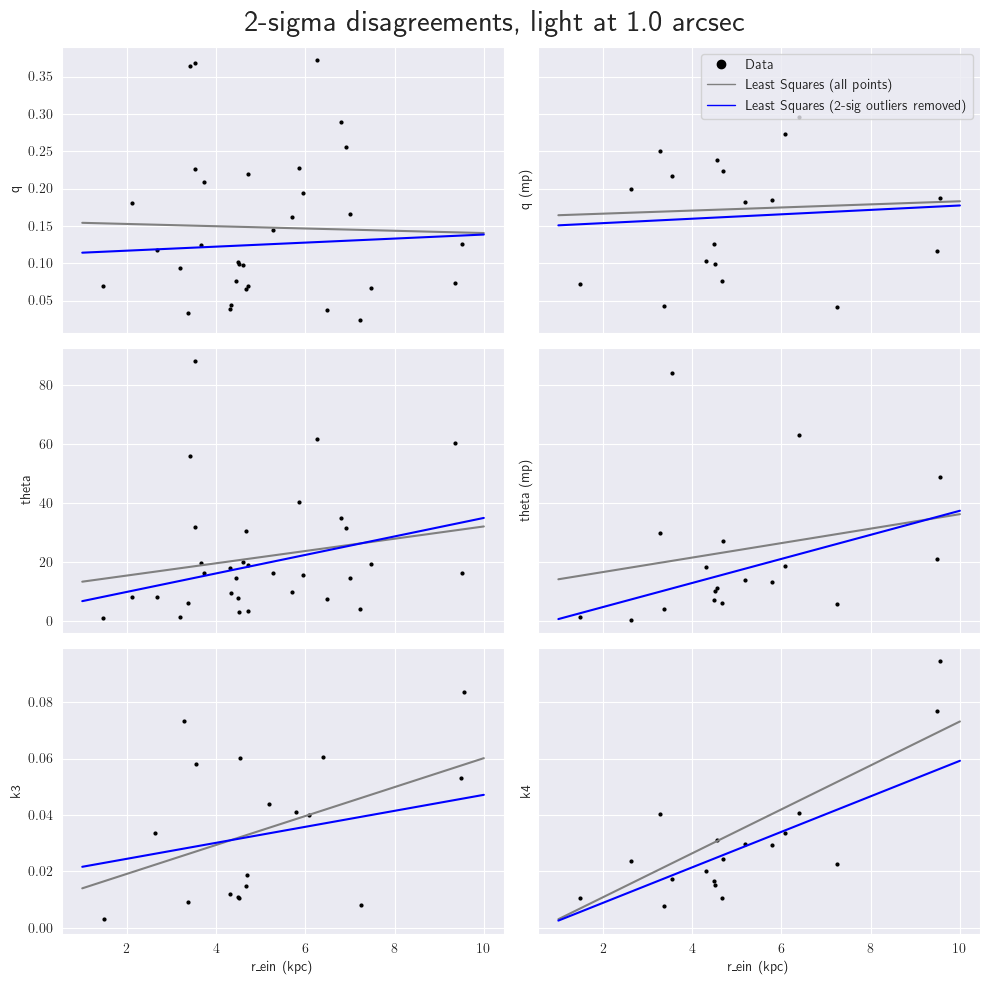 2-sigma disagreements, light at 1.0 arcsec
q
0.35
0.30
0.25
0.20
0.15
0.10
0.05
q (mp)
Data
Least Squares (all points)
Least Squares (2-sig outliers removed)
theta
80
60
40
20
0
theta (mp)
k3
0.08
0.06
0.04
0.02
0.00
2 4 6 8 10
r_ein (kpc)
k4
2 4 6 8 10
r_ein (kpc)